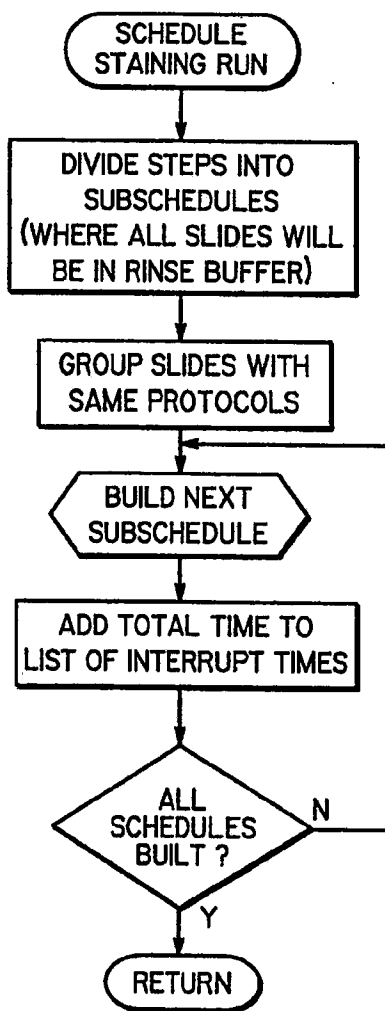 SCHEDULE
STAINING RUN
DIVIDE STEPS INTO
SUBSCHEDULES
(WHERE ALL SLIDES WILL
BE IN RINSE BUFFER)
GROUP SLIDES WITH
SAME PROTOCOLS
BUILD NEXT
SUBSCHEDULE
ADD TOTAL TIME TO
LIST OF INTERRUPT TIMES
ALL
SCHEDULES
BUILT ?
N
Y
RETURN